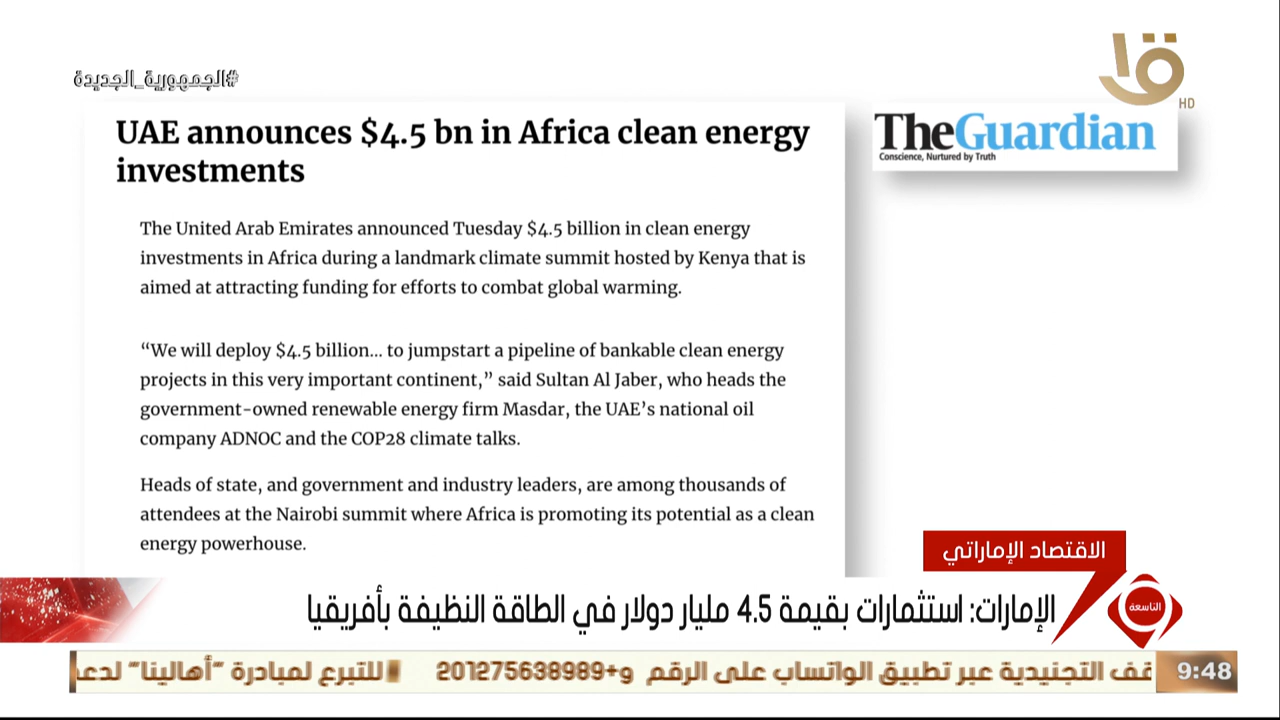 #الجمهورية_الجديدة
HD
UAE announces $4.5 bn in Africa clean energy
investments
TheGuardian
Conscience, Nurtured by Truth
The United Arab Emirates announced Tuesday $4.5 billion in clean energy
investments in Africa during a landmark climate summit hosted by Kenya that is
aimed at attracting funding for efforts to combat global warming.
“We will deploy $4.5 billion… to jumpstart a pipeline of bankable clean energy
projects in this very important continent,” said Sultan Al Jaber, who heads the
government-owned renewable energy firm Masdar, the UAE’s national oil
company ADNOC and the COP28 climate talks.
Heads of state, and government and industry leaders, are among thousands of
attendees at the Nairobi summit where Africa is promoting its potential as a clean
energy powerhouse.
الاقتصاد الإماراتي
الإمارات: استثمارات بقيمة 4.5 مليار دولار في الطاقة النظيفة بأفريقيا
التاسعة
التجنيدية عبر تطبيق الواتساب على الرقم و+201275638989 للتبرع لمبادرة "أهالينا"
9:48